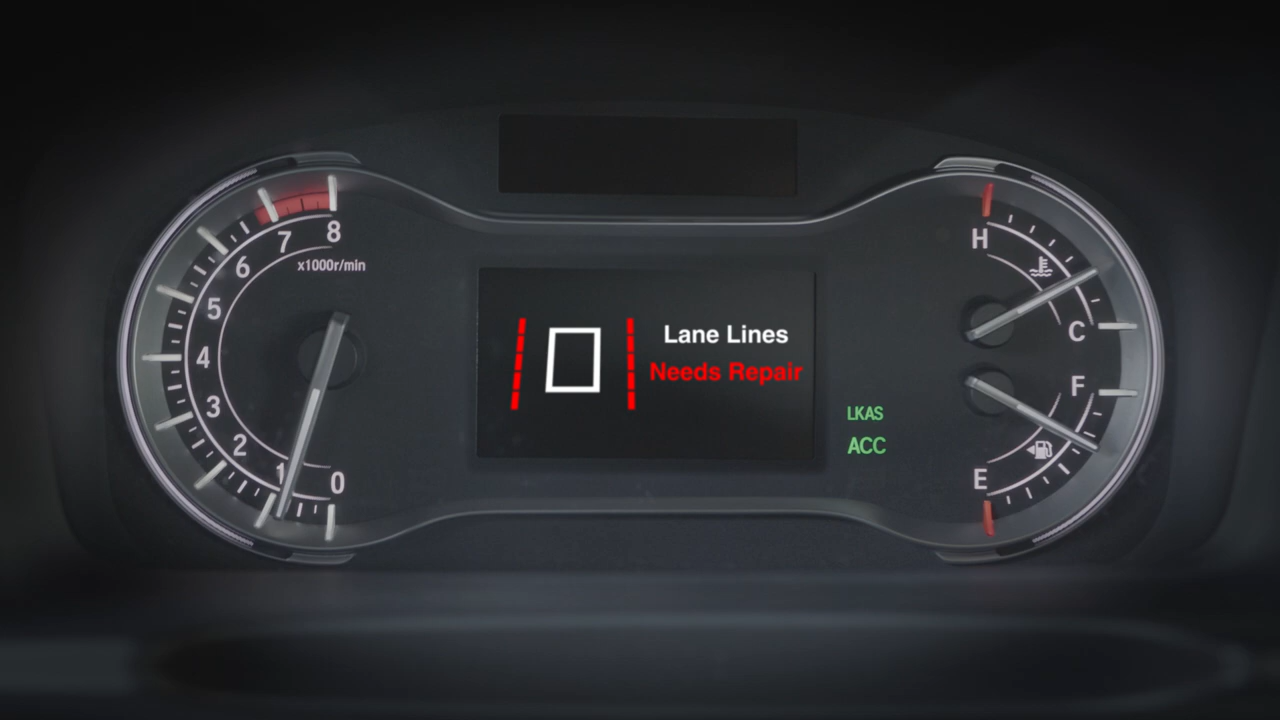 8
7
6
5
4
3
2
1
0
x1000r/min
Lane Lines
Needs Repair
LKAS
ACC
H
C
F
E